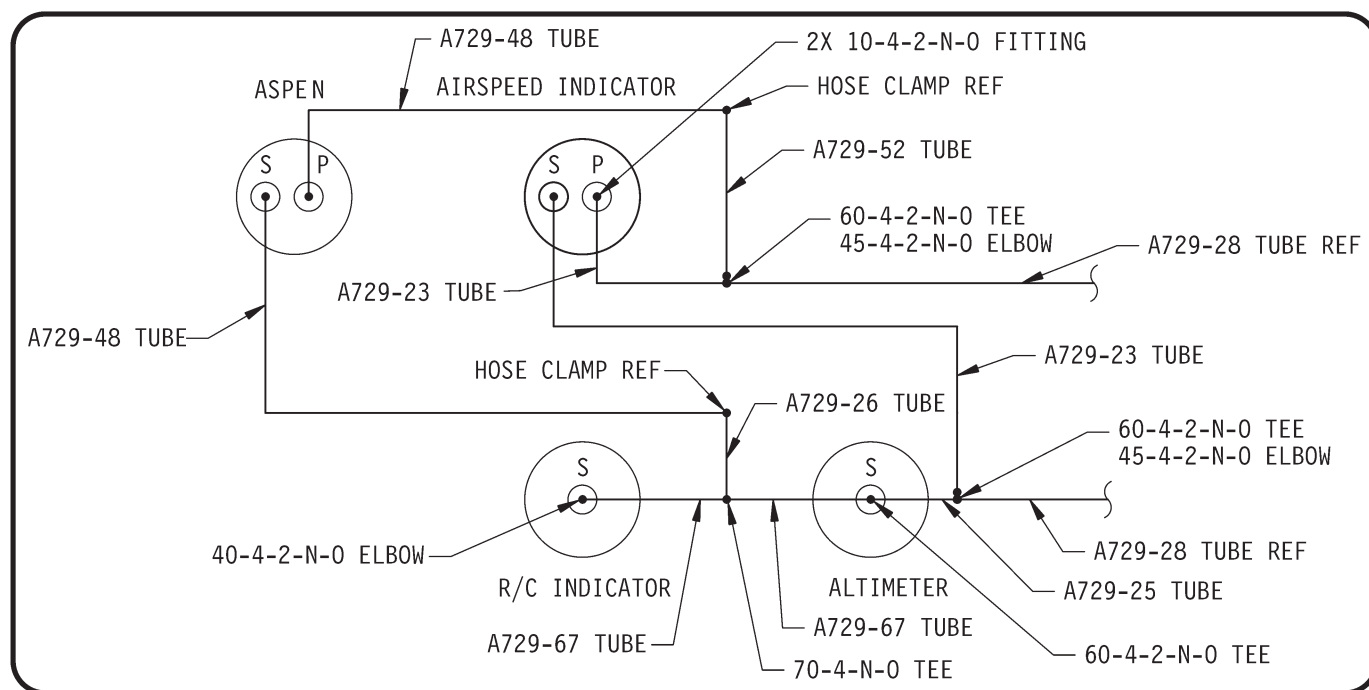 A729-48 TUBE
2X 10-4-2-N-O FITTING
ASPEN
AIRSPEED INDICATOR
HOSE CLAMP REF
S P
S P
A729-52 TUBE
60-4-2-N-O TEE
45-4-2-N-O ELBOW
A729-28 TUBE REF
A729-23 TUBE
A729-48 TUBE
A729-23 TUBE
HOSE CLAMP REF
A729-26 TUBE
60-4-2-N-O TEE
45-4-2-N-O ELBOW
S
S
40-4-2-N-O ELBOW
A729-28 TUBE REF
R/C INDICATOR
ALTIMETER
A729-25 TUBE
A729-67 TUBE
A729-67 TUBE
70-4-N-O TEE
60-4-2-N-O TEE